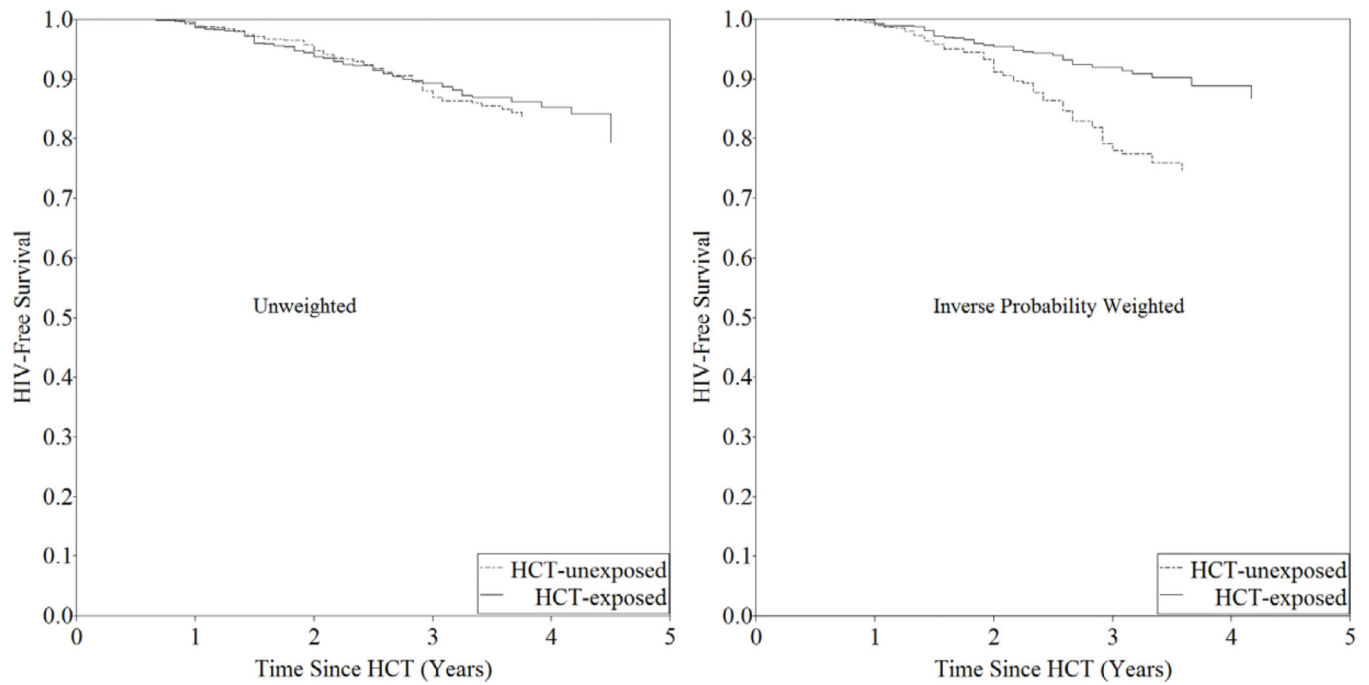 HIV-Free Survival
1.0
0.9
0.8
0.7
0.6
0.5
0.4
0.3
0.2
0.1
0.0
Unweighted
HCT-unexposed
HCT-exposed
0 1 2 3 4 5
Time Since HCT (Years)
HIV-Free Survival
1.0
0.9
0.8
0.7
0.6
0.5
0.4
0.3
0.2
0.1
0.0
Inverse Probability Weighted
HCT-unexposed
HCT-exposed
0 1 2 3 4 5
Time Since HCT (Years)